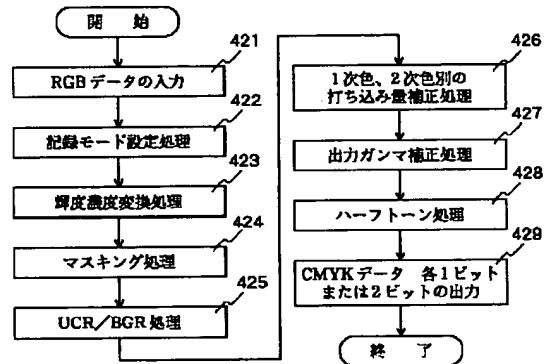 開 始
421
RGBデータの入力
422
記録モード設定処理
423
輝度濃度変換処理
424
マスキング処理
425
UCR/BGR処理
426
1次色、2次色別の
打ち込み量補正処理
427
出力ガンマ補正処理
428
ハーフトーン処理
429
CMYKデータ 各1ビット
または2ビットの出力
終 了